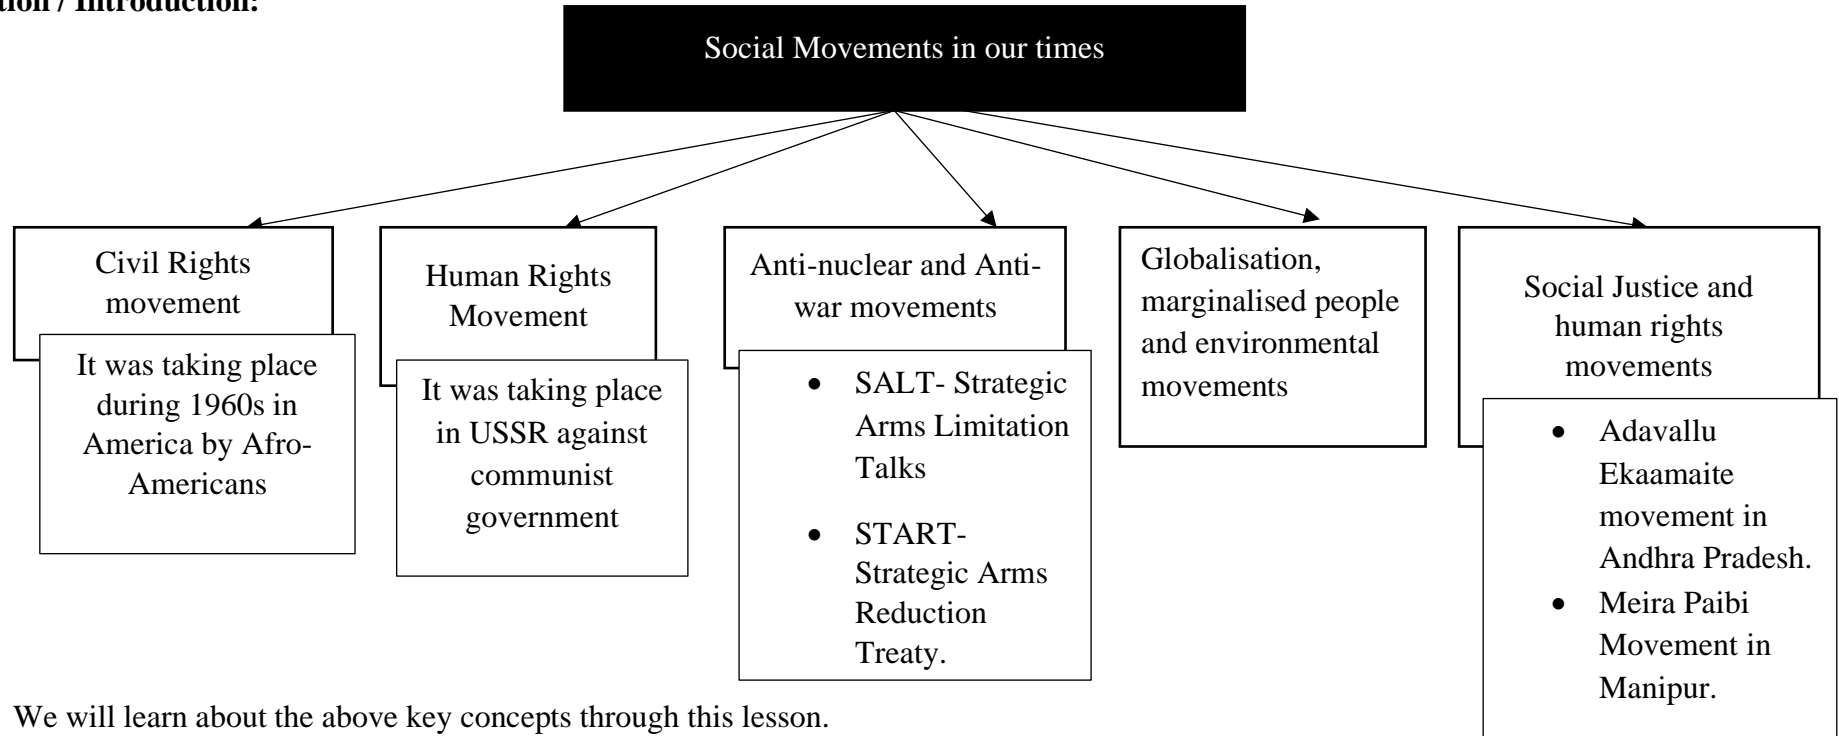 tion / Introduction:
Social Movements in our times
Civil Rights
movement
It was taking place
during 1960s in
America by Afro-
Americans
Human Rights
Movement
It was taking place
in USSR against
communist
government
Anti-nuclear and Anti-
war movements
• SALT- Strategic
Arms Limitation
Talks
• START-
Strategic Arms
Reduction
Treaty.
Globalisation,
marginalised people
and environmental
movements
Social Justice and
human rights
movements
• Adavallu
Ekaamaite
movement in
Andhra Pradesh.
• Meira Paibi
Movement in
Manipur.
We will learn about the above key concepts through this lesson.